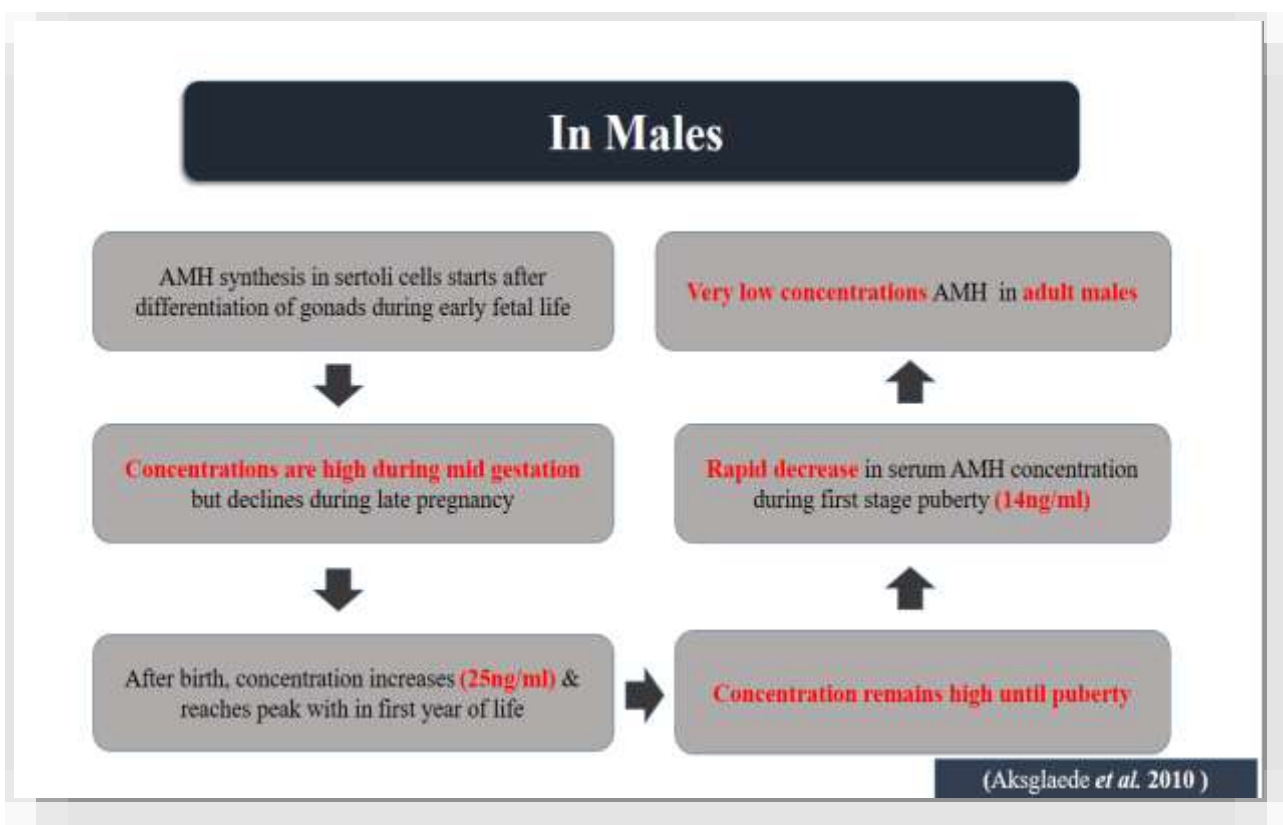 In Males
AMH synthesis in sertoli cells starts after
differentiation of gonads during early fetal life
Concentrations are high during mid gestation
but declines during late pregnancy
After birth, concentration increases (25ng/ml) &
reaches peak with in first year of life
Concentration remains high until puberty
Rapid decrease in serum AMH concentration
during first stage puberty (14ng/ml)
Very low concentrations AMH in adult males
(Aksglaede et al. 2010 )